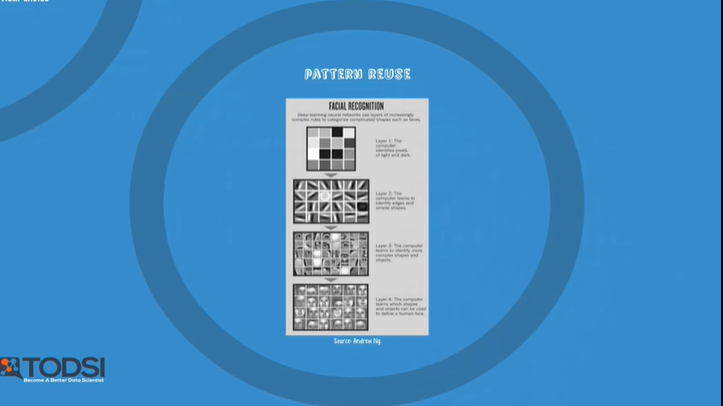 PATTERN REUSE
FACIAL RECOGNITION
Deep-learning neural networks use layers of increasingly
complex rules to categorize complicated shapes such as faces.
Layer 1: The
computer
identifies pixels
of light and dark.
Layer 2: The
computer learns to
identify edges and
simple shapes.
Layer 3: The computer
learns to identify more
complex shapes and
objects.
Layer 4: The computer
learns which shapes
and objects can be used
to define a human face.
Source: Andrew Ng
TODSI
Become A Better Data Scientist